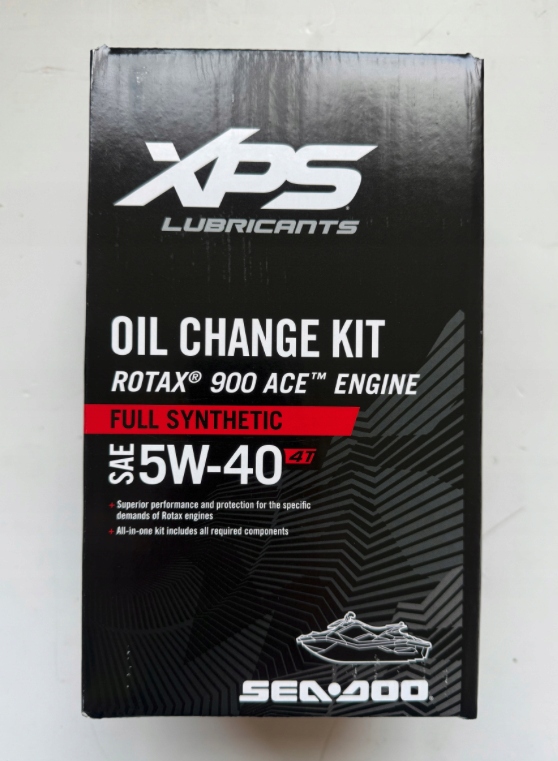 XPS
LUBRICANTS
OIL CHANGE KIT
ROTAX® 900 ACE™ ENGINE
FULL SYNTHETIC
SAE 5W-40 4T
+ Superior performance and protection for the specific
demands of Rotax engines
+ All-in-one kit includes all required components
SEA-DOO